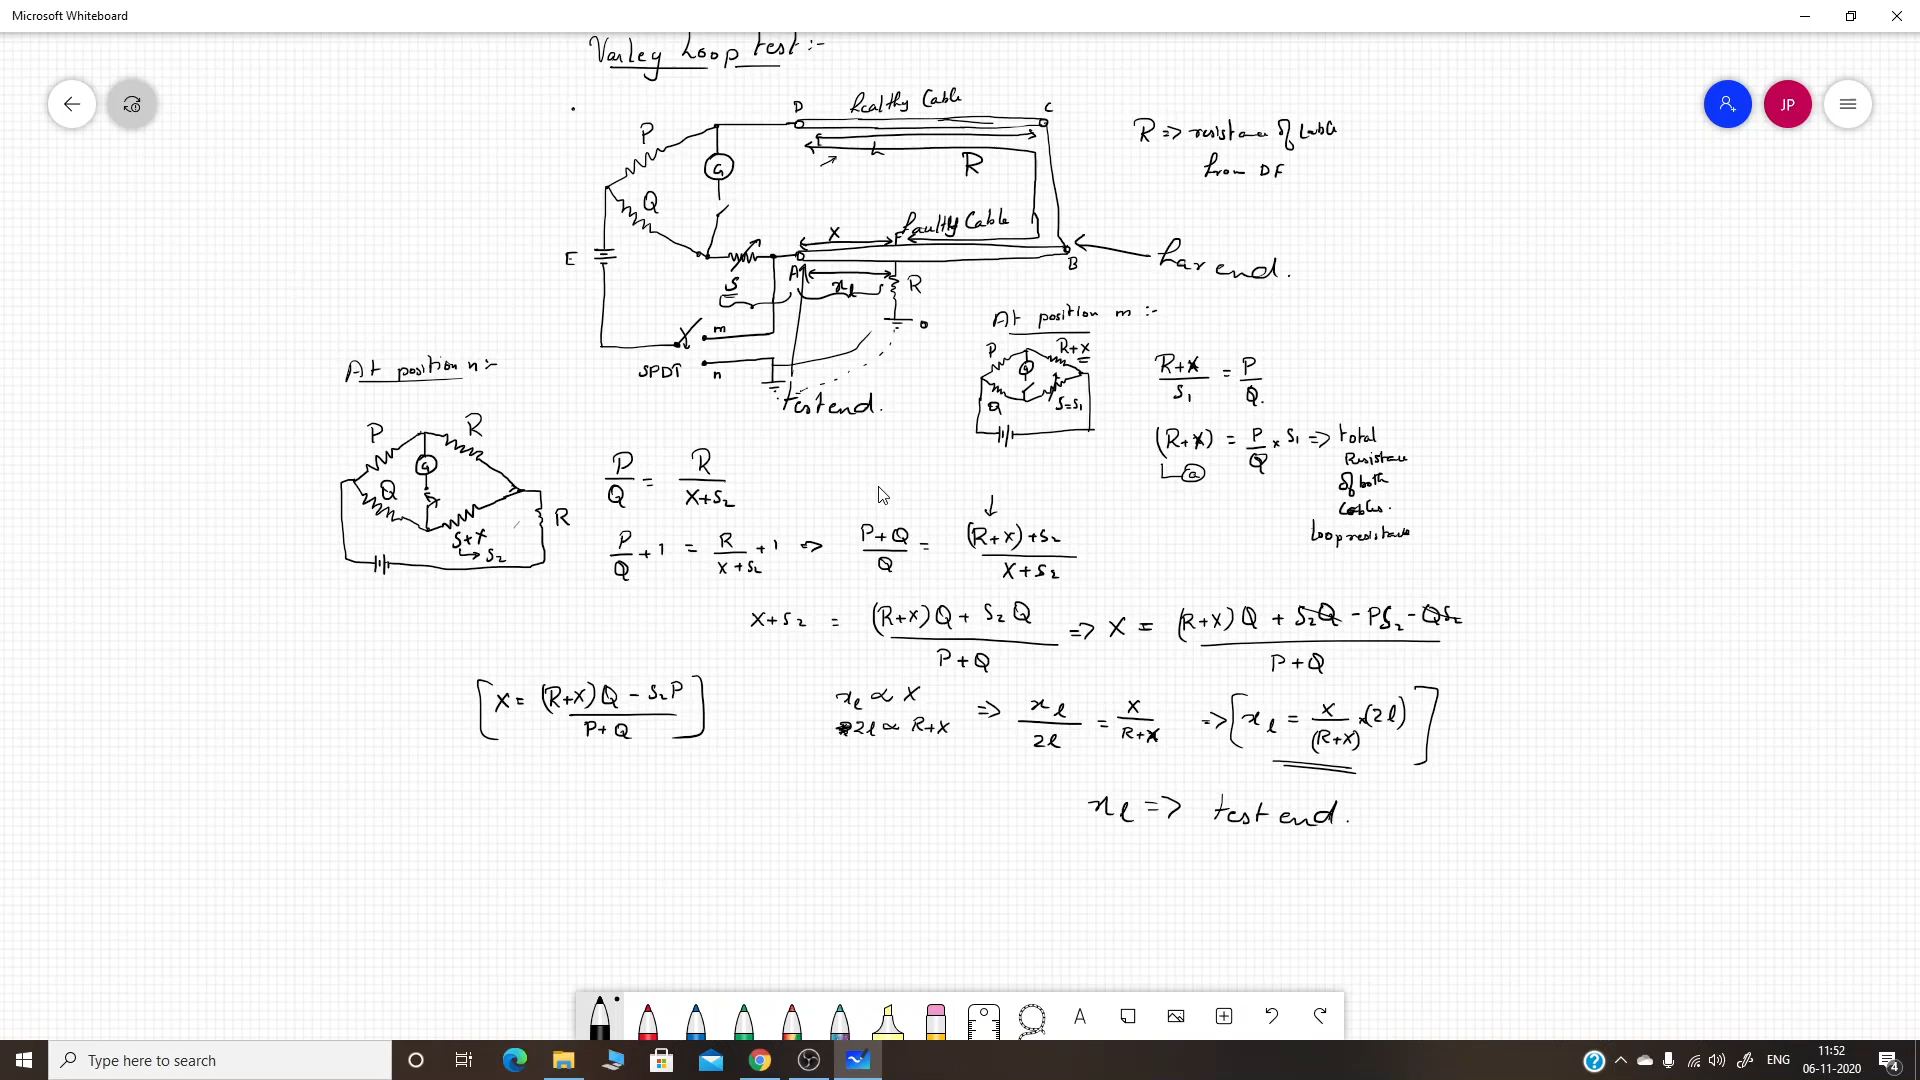 Microsoft Whiteboard
Varley Loop test :-
D healthy Cable C
P
G
L
R
R => resistance of Cable
from DF
Q
E
X F faulty Cable
S A xl R B far end.
m
SPDT n
test end.
At position m :-
P R+X
G
Q S=S1
R+X / S1 = P / Q.
(R+X) = P/Q × S1 => total
Resistance
of both
Cables.
loop resistance
a
At position n :-
P R
G
Q
S+X
→ S2
R
P/Q = R / X+S2
P/Q + 1 = R / X+S2 + 1 => P+Q / Q = (R+X)+S2 / X+S2
X+S2 = (R+X)Q + S2Q / P+Q => X = (R+X)Q + S2Q - PS2 - QS2 / P+Q
[X = (R+X)Q - S2P / P+Q]
xl ∝ X
2l ∝ R+X => xl / 2l = X / R+X => [xl = X / (R+X) × (2l)]
xl => test end.
JP
A
Type here to search
ENG
11:52
06-11-2020
4